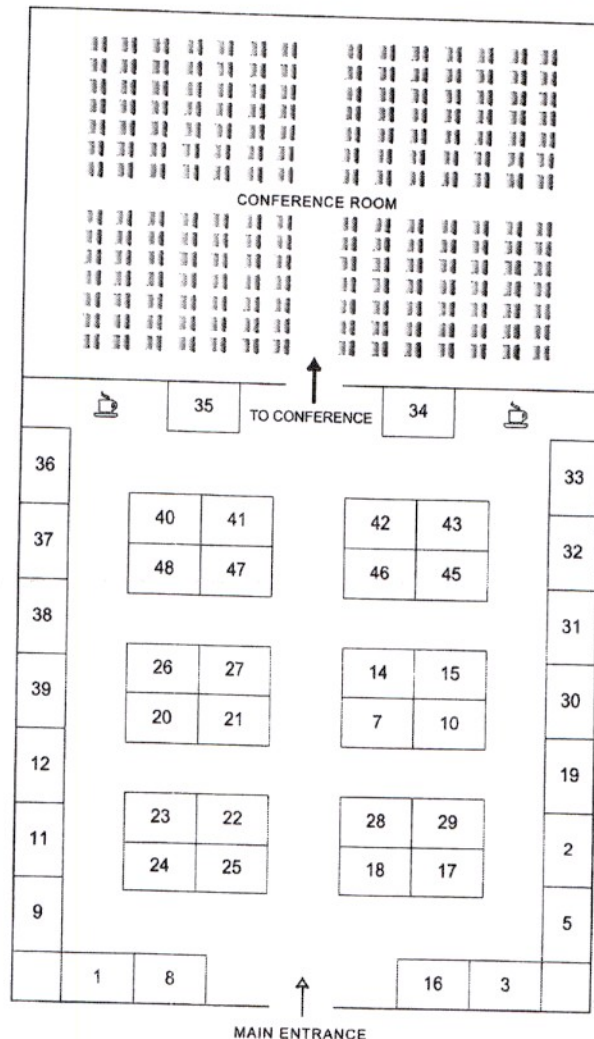 CONFERENCE ROOM
35 TO CONFERENCE 34
36 33
40 41 42 43
37 32
48 47 46 45
38 31
26 27 14 15
39 30
20 21 7 10
12 19
23 22 28 29
11 2
24 25 18 17
9 5
1 8 16 3
MAIN ENTRANCE